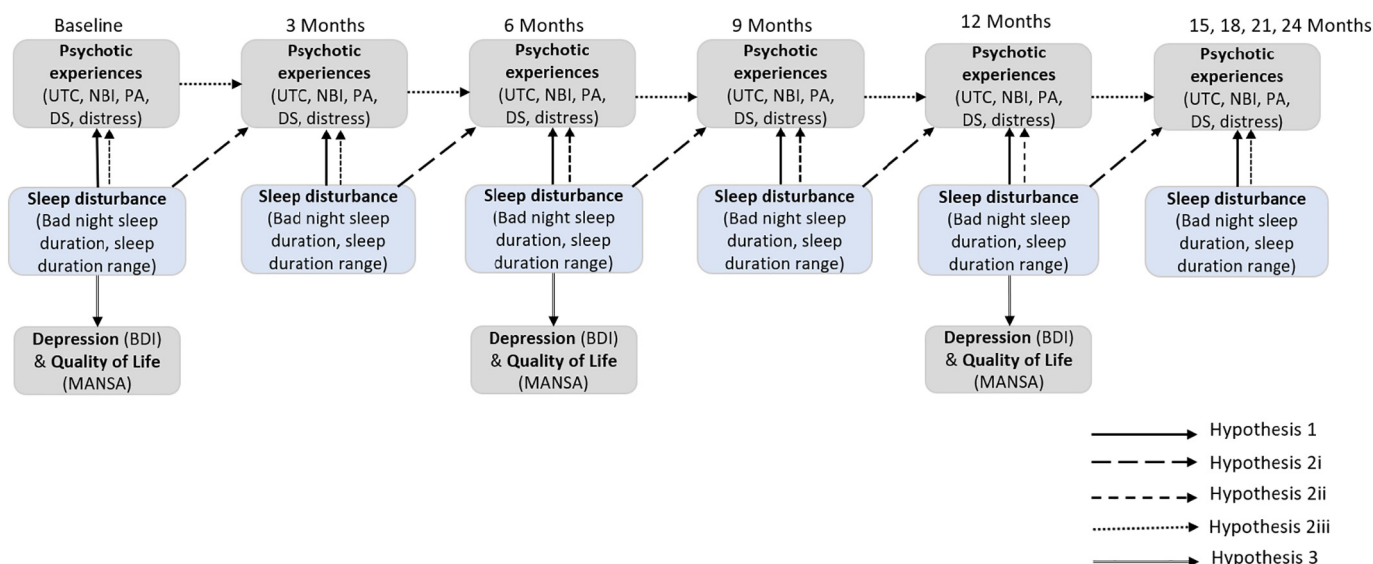 Baseline
3 Months
6 Months
9 Months
12 Months
15, 18, 21, 24 Months
Psychotic
experiences
(UTC, NBI, PA,
DS, distress)
Psychotic
experiences
(UTC, NBI, PA,
DS, distress)
Psychotic
experiences
(UTC, NBI, PA,
DS, distress)
Psychotic
experiences
(UTC, NBI, PA,
DS, distress)
Psychotic
experiences
(UTC, NBI, PA,
DS, distress)
Psychotic
experiences
(UTC, NBI, PA,
DS, distress)
Sleep disturbance
(Bad night sleep
duration, sleep
duration range)
Sleep disturbance
(Bad night sleep
duration, sleep
duration range)
Sleep disturbance
(Bad night sleep
duration, sleep
duration range)
Sleep disturbance
(Bad night sleep
duration, sleep
duration range)
Sleep disturbance
(Bad night sleep
duration, sleep
duration range)
Sleep disturbance
(Bad night sleep
duration, sleep
duration range)
Depression (BDI)
& Quality of Life
(MANSA)
Depression (BDI)
& Quality of Life
(MANSA)
Depression (BDI)
& Quality of Life
(MANSA)
Hypothesis 1
Hypothesis 2i
Hypothesis 2ii
Hypothesis 2iii
Hypothesis 3